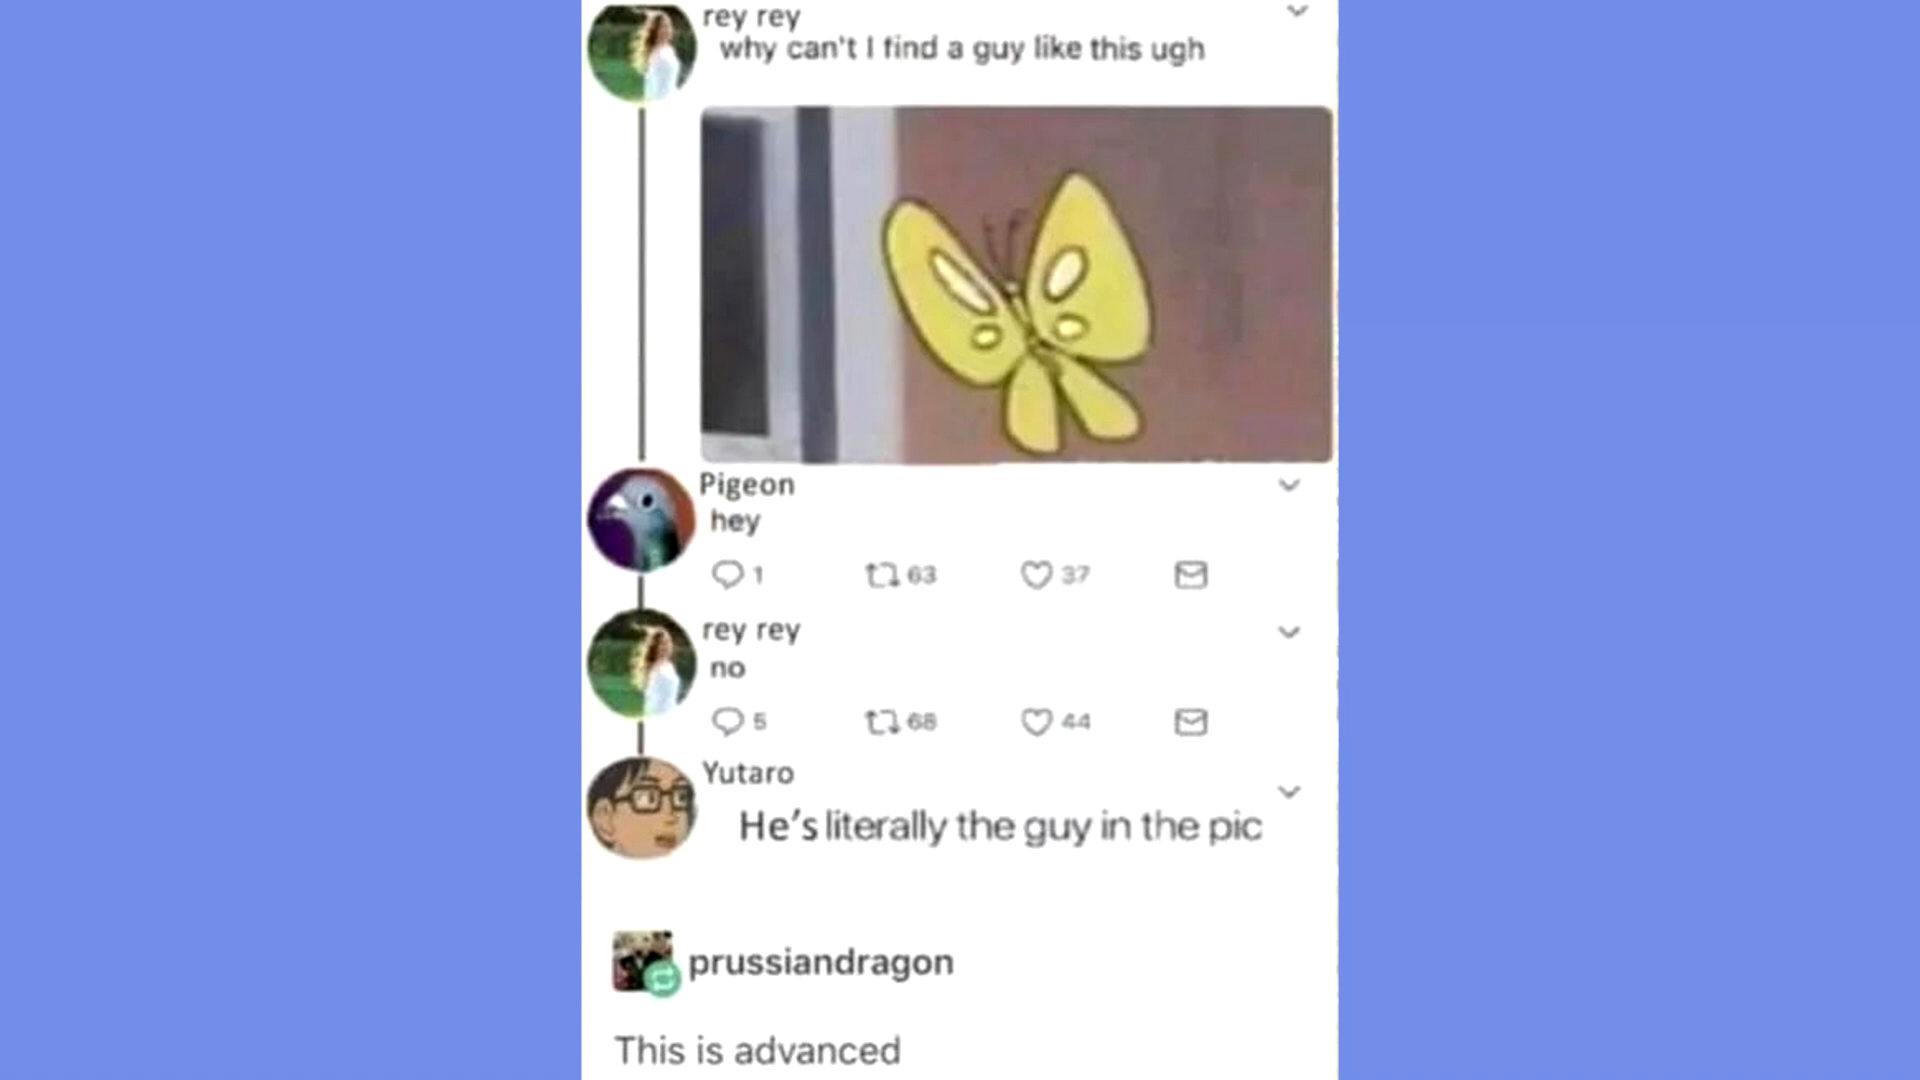 rey rey
why can't I find a guy like this ugh
Pigeon
hey
1 63 37
rey rey
no
5 68 44
Yutaro
He's literally the guy in the pic
prussiandragon
This is advanced